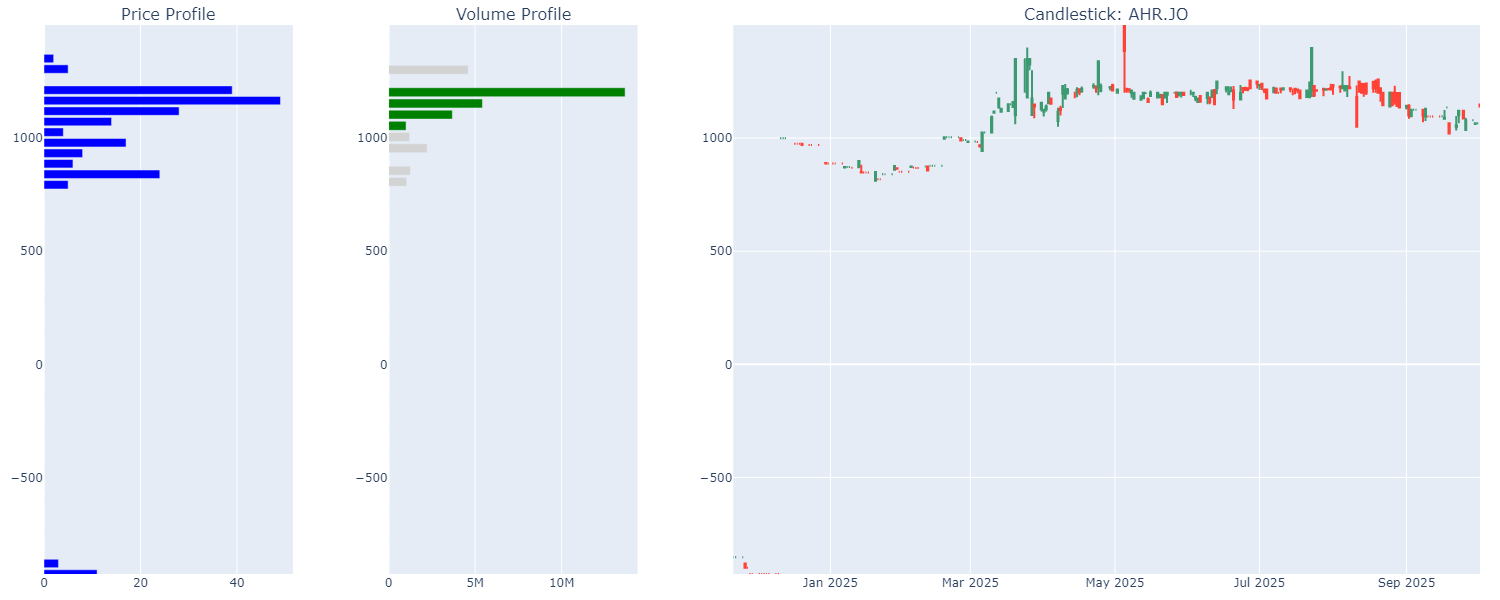 Price Profile
Volume Profile
Candlestick: AHR.JO
1000
500
0
−500
0
20
40
1000
500
0
−500
0
5M
10M
1000
500
0
−500
Jan 2025
Mar 2025
May 2025
Jul 2025
Sep 2025